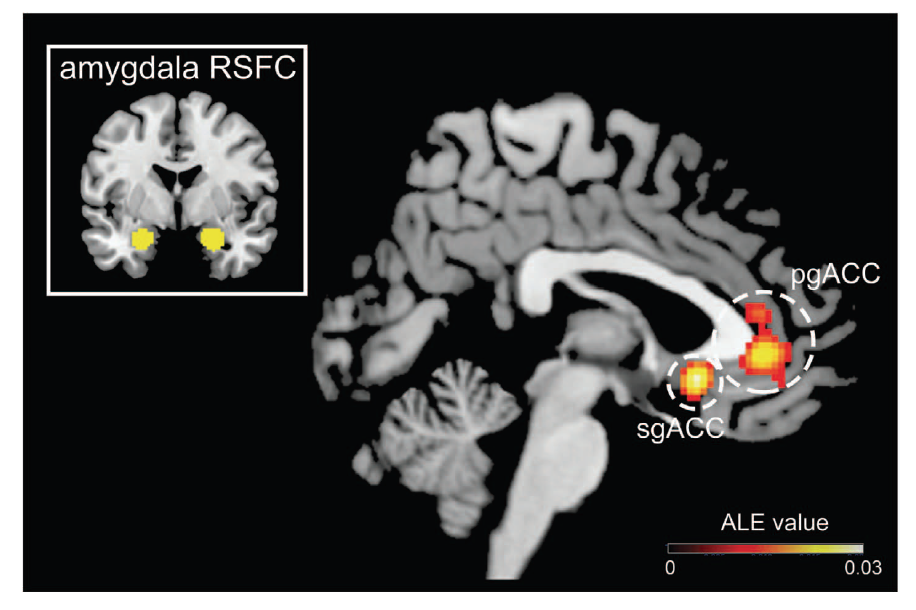 amygdala RSFC
pgACC
sgACC
ALE value
0 0.03